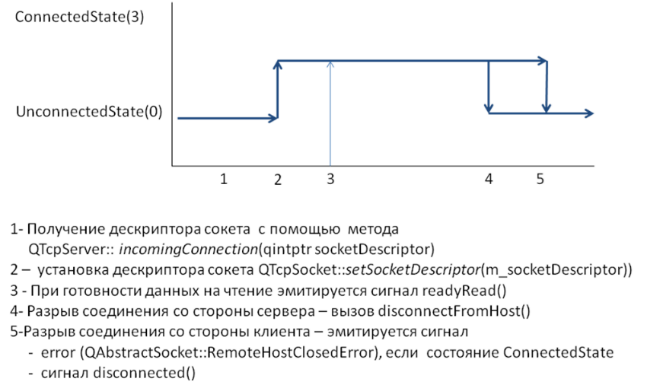 ConnectedState(3)
UnconnectedState(0)
1 2 3 4 5
1- Получение дескриптора сокета с помощью метода
QTcpServer:: incomingConnection(qintptr socketDescriptor)
2 – установка дескриптора сокета QTcpSocket::setSocketDescriptor(m_socketDescriptor))
3 - При готовности данных на чтение эмитируется сигнал readyRead()
4- Разрыв соединения со стороны сервера – вызов disconnectFromHost()
5-Разрыв соединения со стороны клиента – эмитируется сигнал
- error (QAbstractSocket::RemoteHostClosedError), если состояние ConnectedState
- сигнал disconnected()